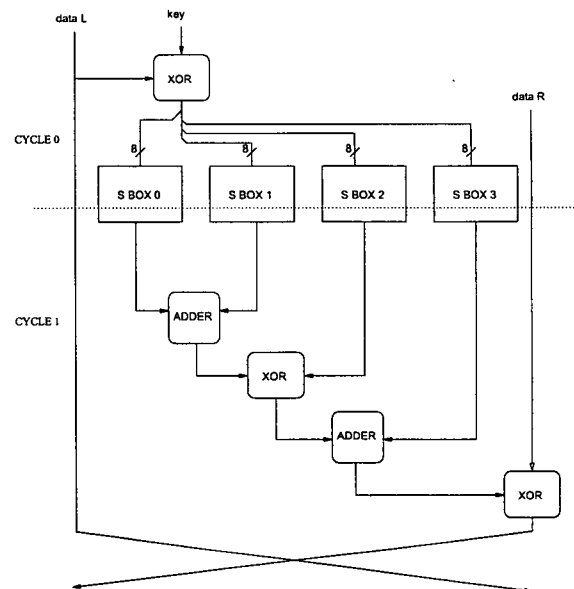 data L
key
XOR
data R
CYCLE 0
8
8
8
8
S BOX 0
S BOX 1
S BOX 2
S BOX 3
CYCLE 1
ADDER
XOR
ADDER
XOR